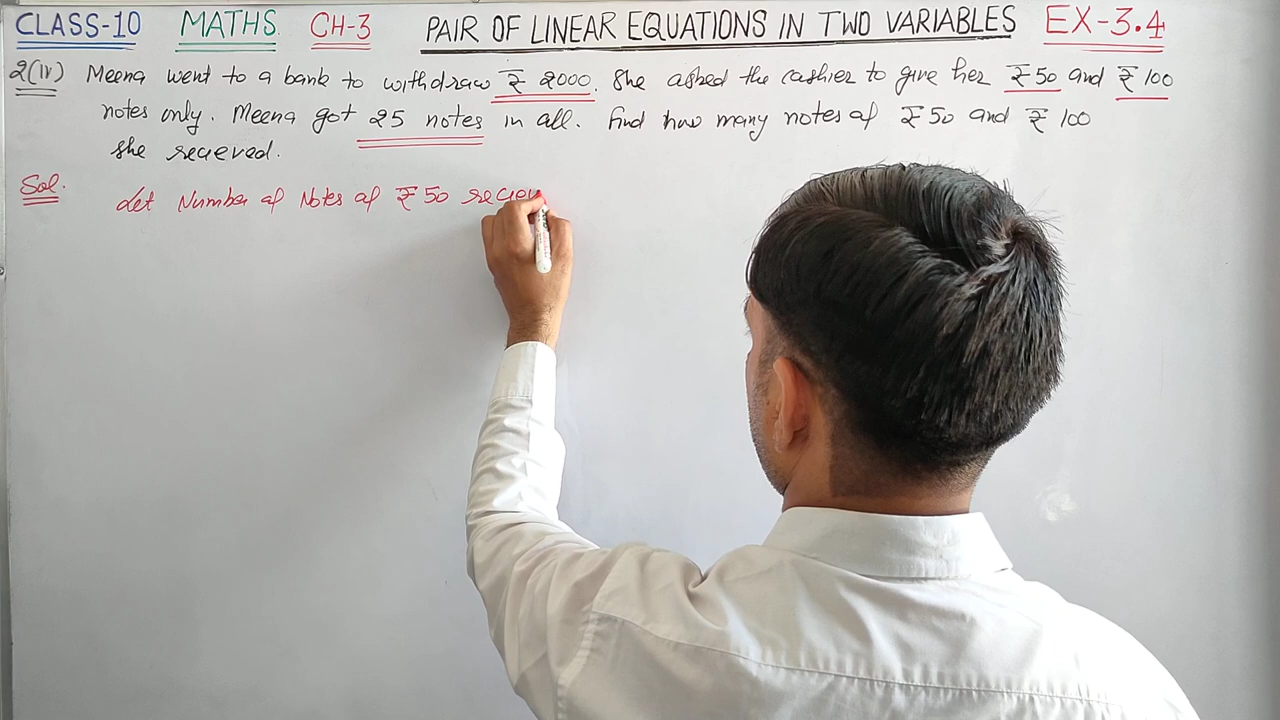 CLASS-10 MATHS CH-3 PAIR OF LINEAR EQUATIONS IN TWO VARIABLES EX-3.4
2(iv) Meena went to a bank to withdraw ₹ 2000. She asked the cashier to give her ₹ 50 and ₹ 100
notes only. Meena got 25 notes in all. Find how many notes of ₹ 50 and ₹ 100
she recieved.
Sol. Let Number of Notes of ₹ 50